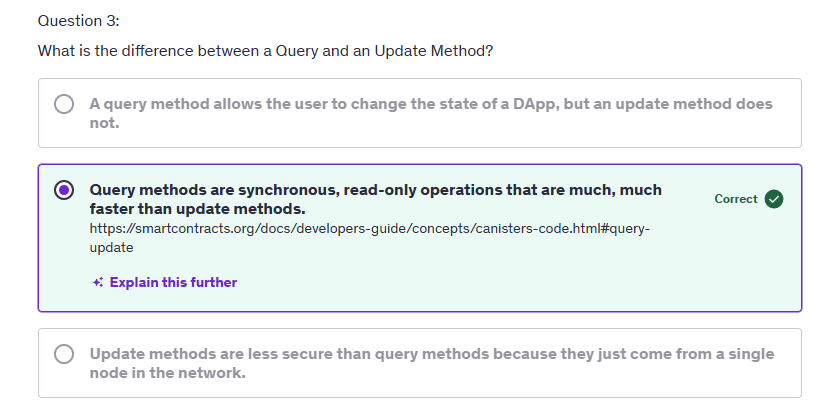 Question 3:
What is the difference between a Query and an Update Method?
A query method allows the user to change the state of a DApp, but an update method does
not.
Query methods are synchronous, read-only operations that are much, much
faster than update methods.
Correct
https://smartcontracts.org/docs/developers-guide/concepts/canisters-code.html#query-
update
Explain this further
Update methods are less secure than query methods because they just come from a single
node in the network.